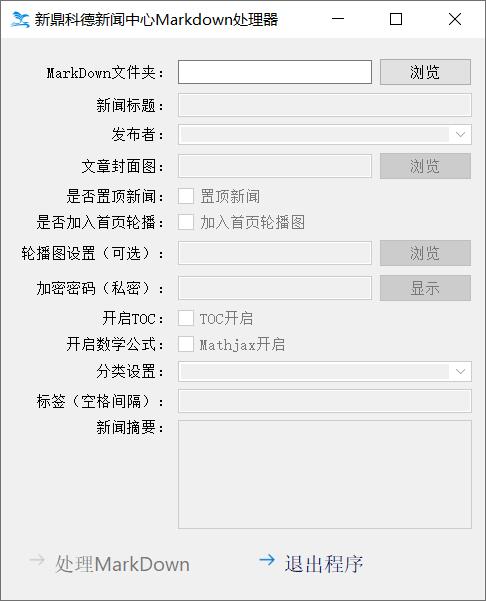 新鼎科德新闻中心Markdown处理器
MarkDown文件夹： 浏览
新闻标题：
发布者：
文章封面图： 浏览
是否置顶新闻： 置顶新闻
是否加入首页轮播： 加入首页轮播图
轮播图设置（可选）： 浏览
加密密码（私密）： 显示
开启TOC： TOC开启
开启数学公式： Mathjax开启
分类设置：
标签（空格间隔）：
新闻摘要：
处理MarkDown 退出程序